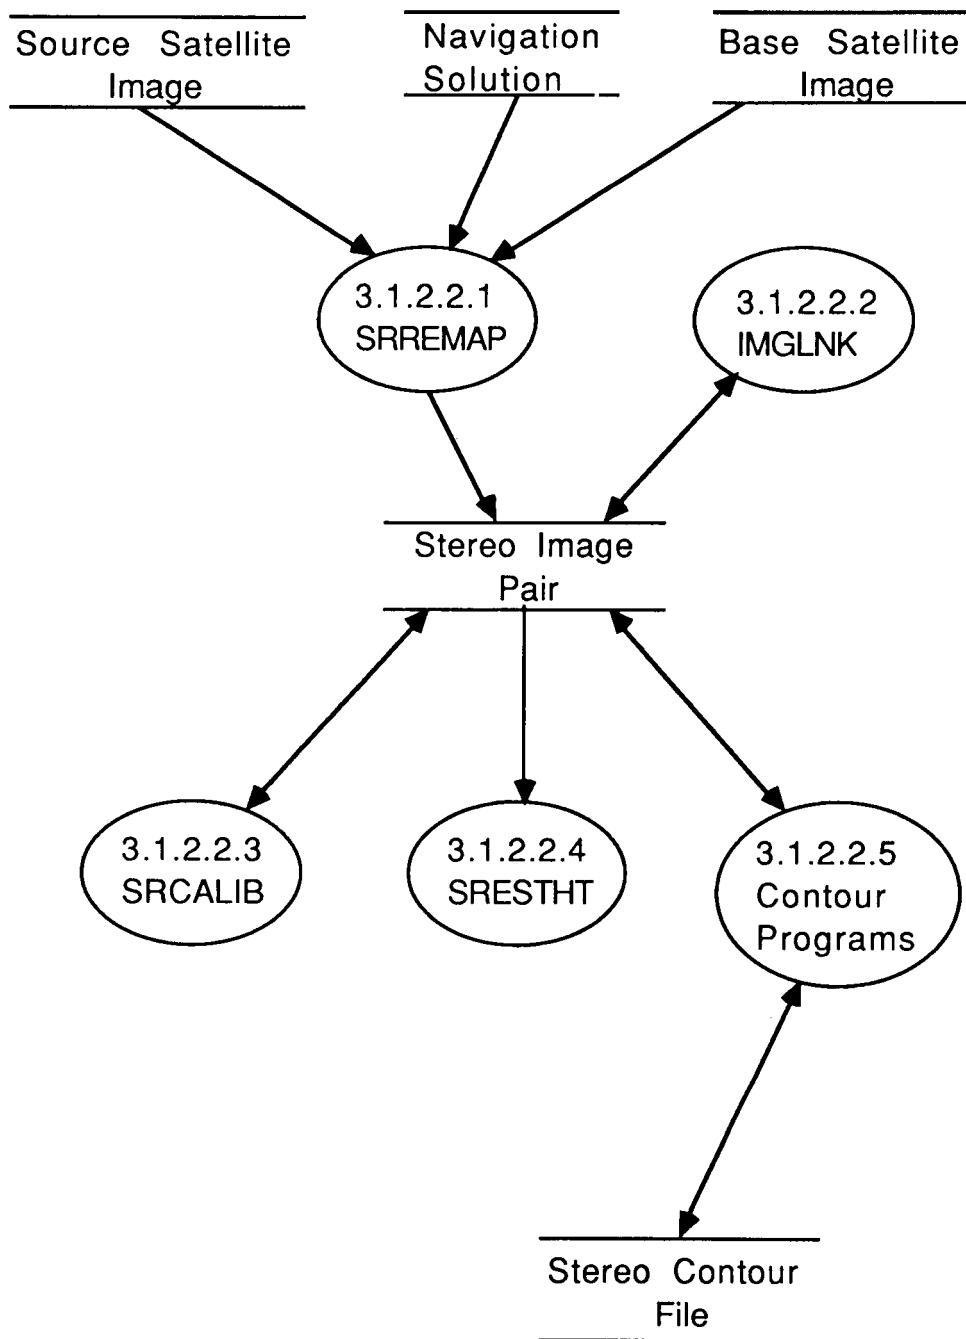 Source Satellite
Image
Navigation
Solution
Base Satellite
Image
3.1.2.2.1
SRREMAP
3.1.2.2.2
IMGLNK
Stereo Image
Pair
3.1.2.2.3
SRCALIB
3.1.2.2.4
SRESTHT
3.1.2.2.5
Contour
Programs
Stereo Contour
File